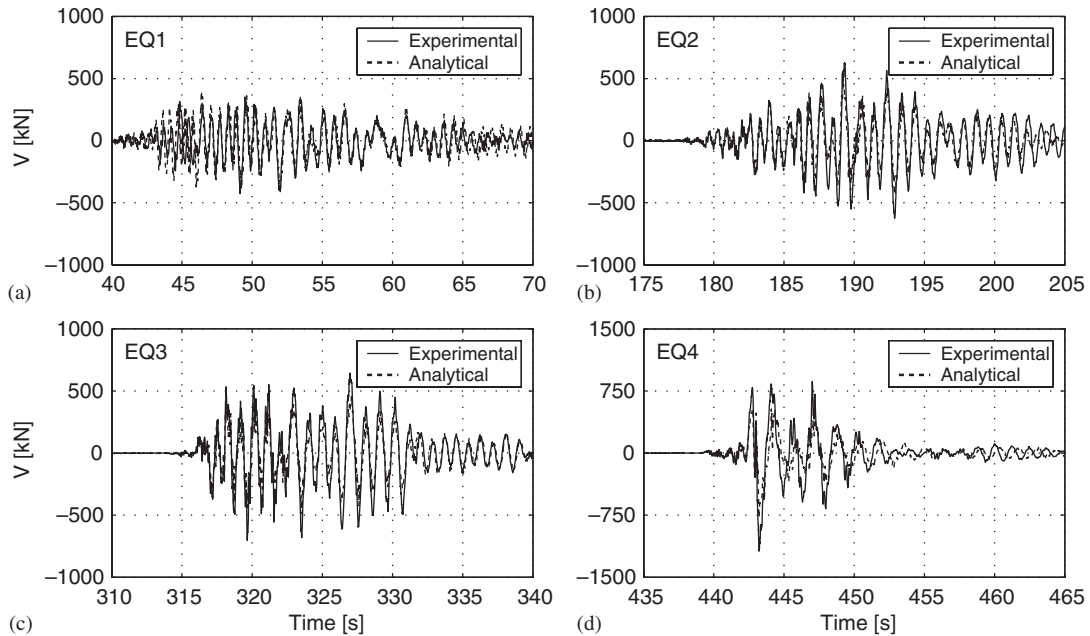 1000
EQ1
Experimental
Analytical
500
V [kN]
0
−500
−1000
40 45 50 55 60 65 70
(a)
1000
EQ2
Experimental
Analytical
500
0
−500
−1000
175 180 185 190 195 200 205
(b)
1000
EQ3
Experimental
Analytical
500
V [kN]
0
−500
−1000
310 315 320 325 330 335 340
(c)
Time [s]
1500
EQ4
Experimental
Analytical
750
0
−750
−1500
435 440 445 450 455 460 465
(d)
Time [s]